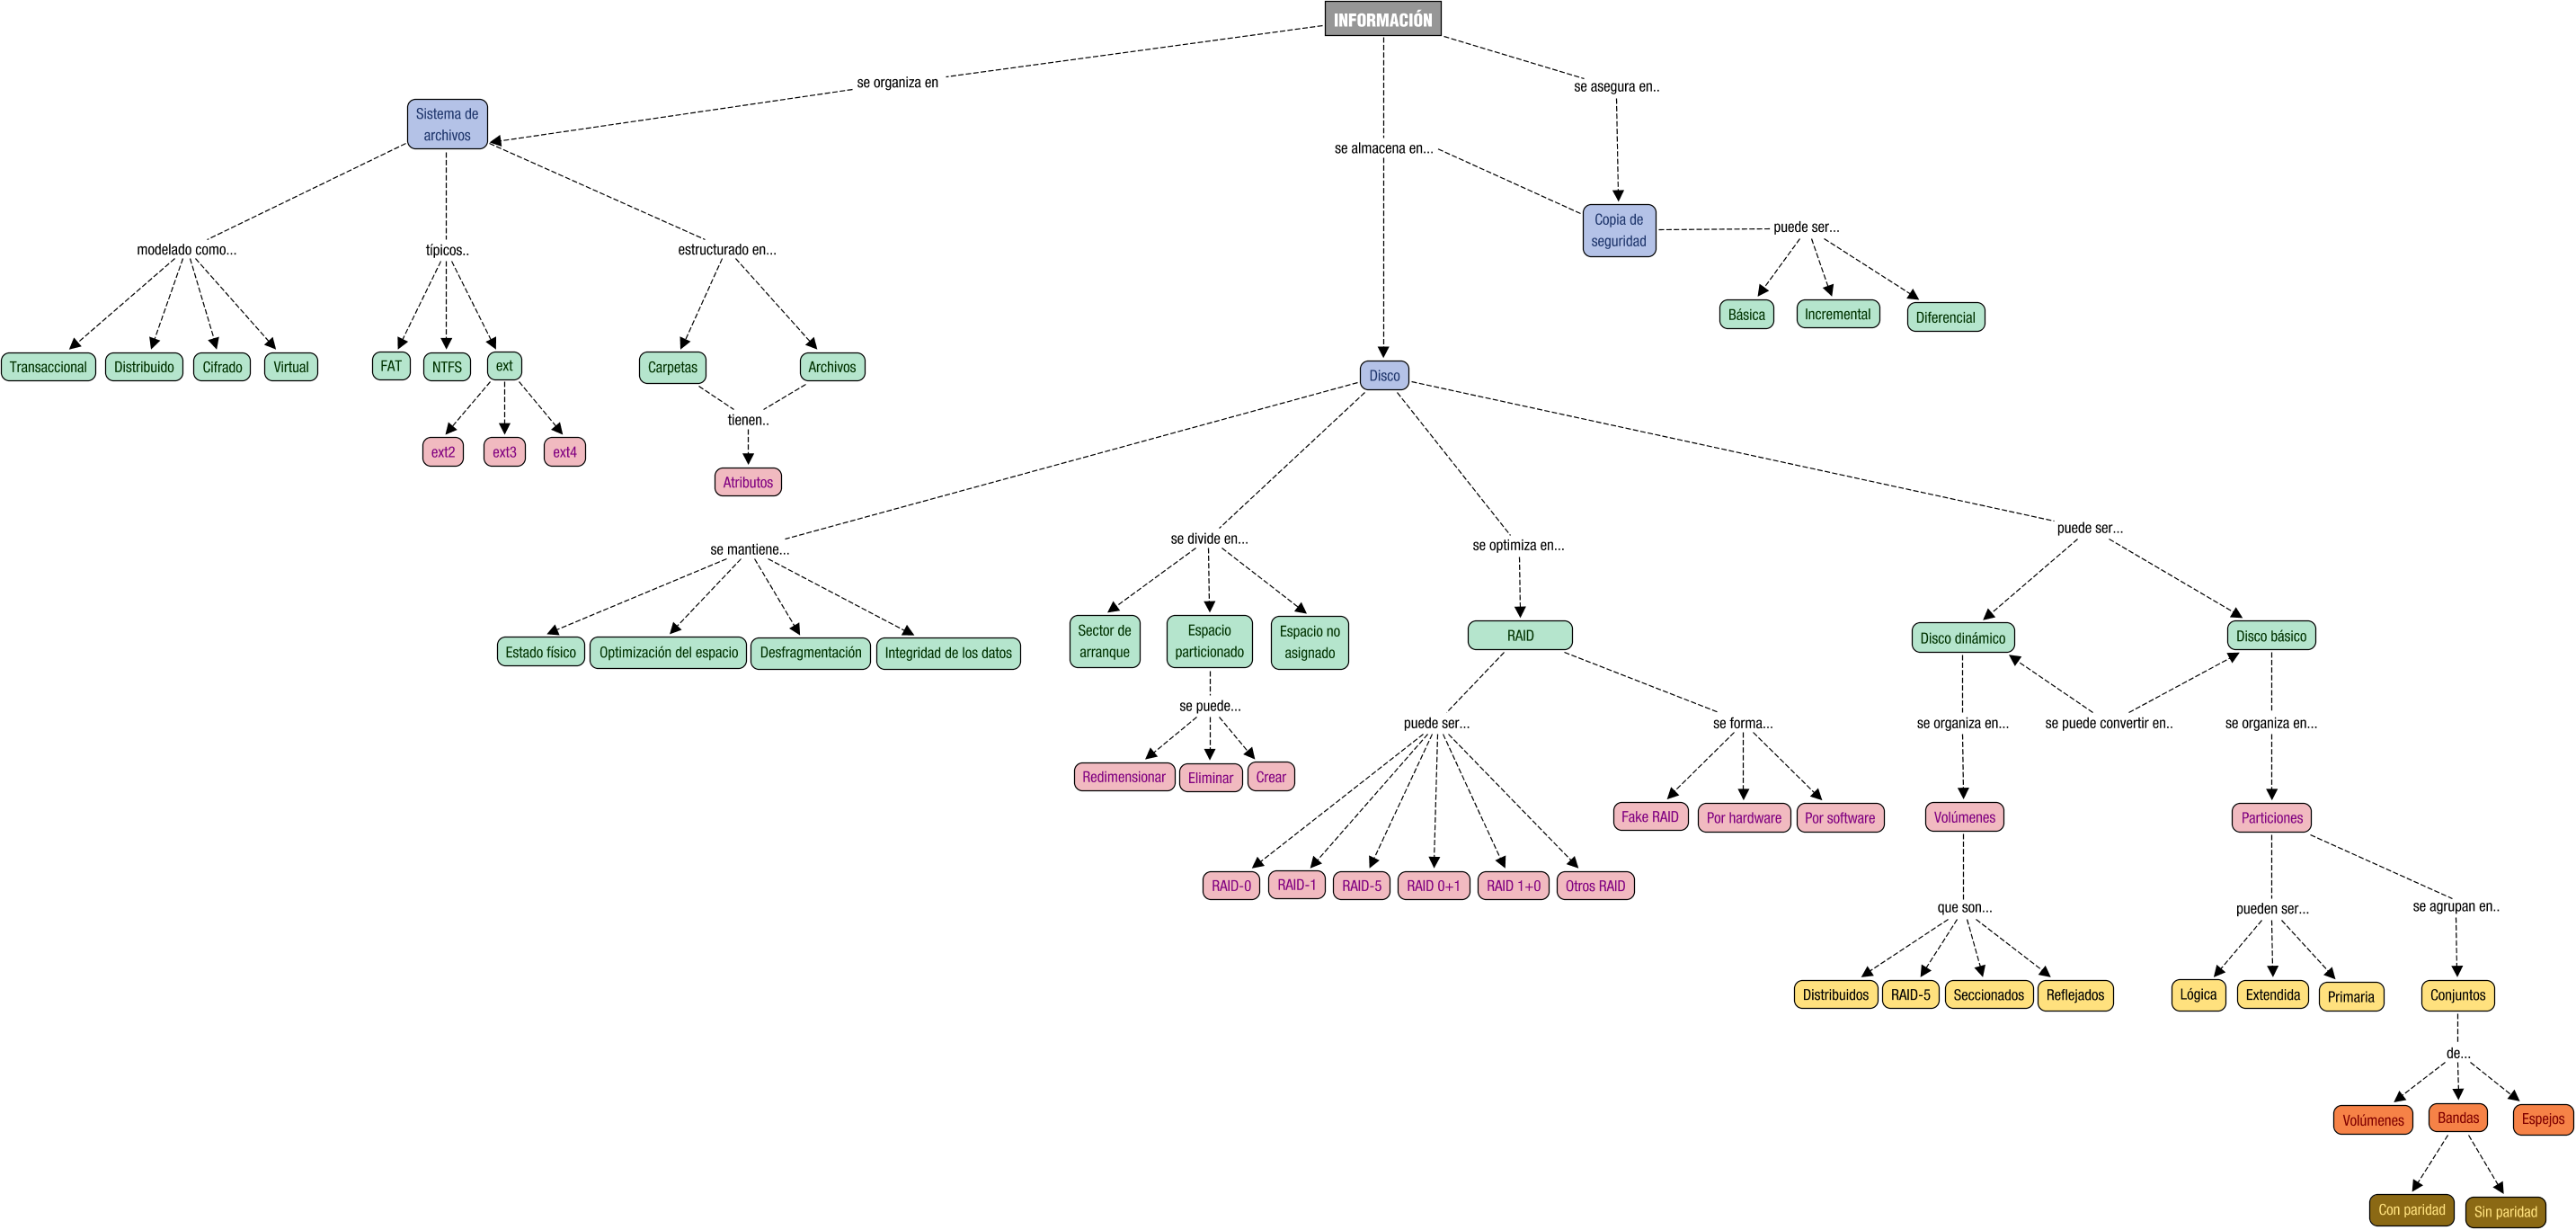 INFORMACIÓN
se organiza en
se asegura en..
Sistema de
archivos
se almacena en...
Copia de
seguridad
puede ser...
modelado como...
típicos..
estructurado en...
Básica
Incremental
Diferencial
Transaccional
Distribuido
Cifrado
Virtual
FAT
NTFS
ext
Carpetas
Archivos
Disco
tienen..
ext2
ext3
ext4
Atributos
se mantiene...
se divide en...
se optimiza en...
puede ser...
Estado físico
Optimización del espacio
Desfragmentación
Integridad de los datos
Sector de
arranque
Espacio
particionado
Espacio no
asignado
RAID
Disco dinámico
Disco básico
se puede...
puede ser...
se forma...
se organiza en...
se puede convertir en..
se organiza en...
Redimensionar
Eliminar
Crear
Fake RAID
Por hardware
Por software
Volúmenes
Particiones
RAID-0
RAID-1
RAID-5
RAID 0+1
RAID 1+0
Otros RAID
que son...
pueden ser...
se agrupan en..
Distribuidos
RAID-5
Seccionados
Reflejados
Lógica
Extendida
Primaria
Conjuntos
de...
Volúmenes
Bandas
Espejos
Con paridad
Sin paridad